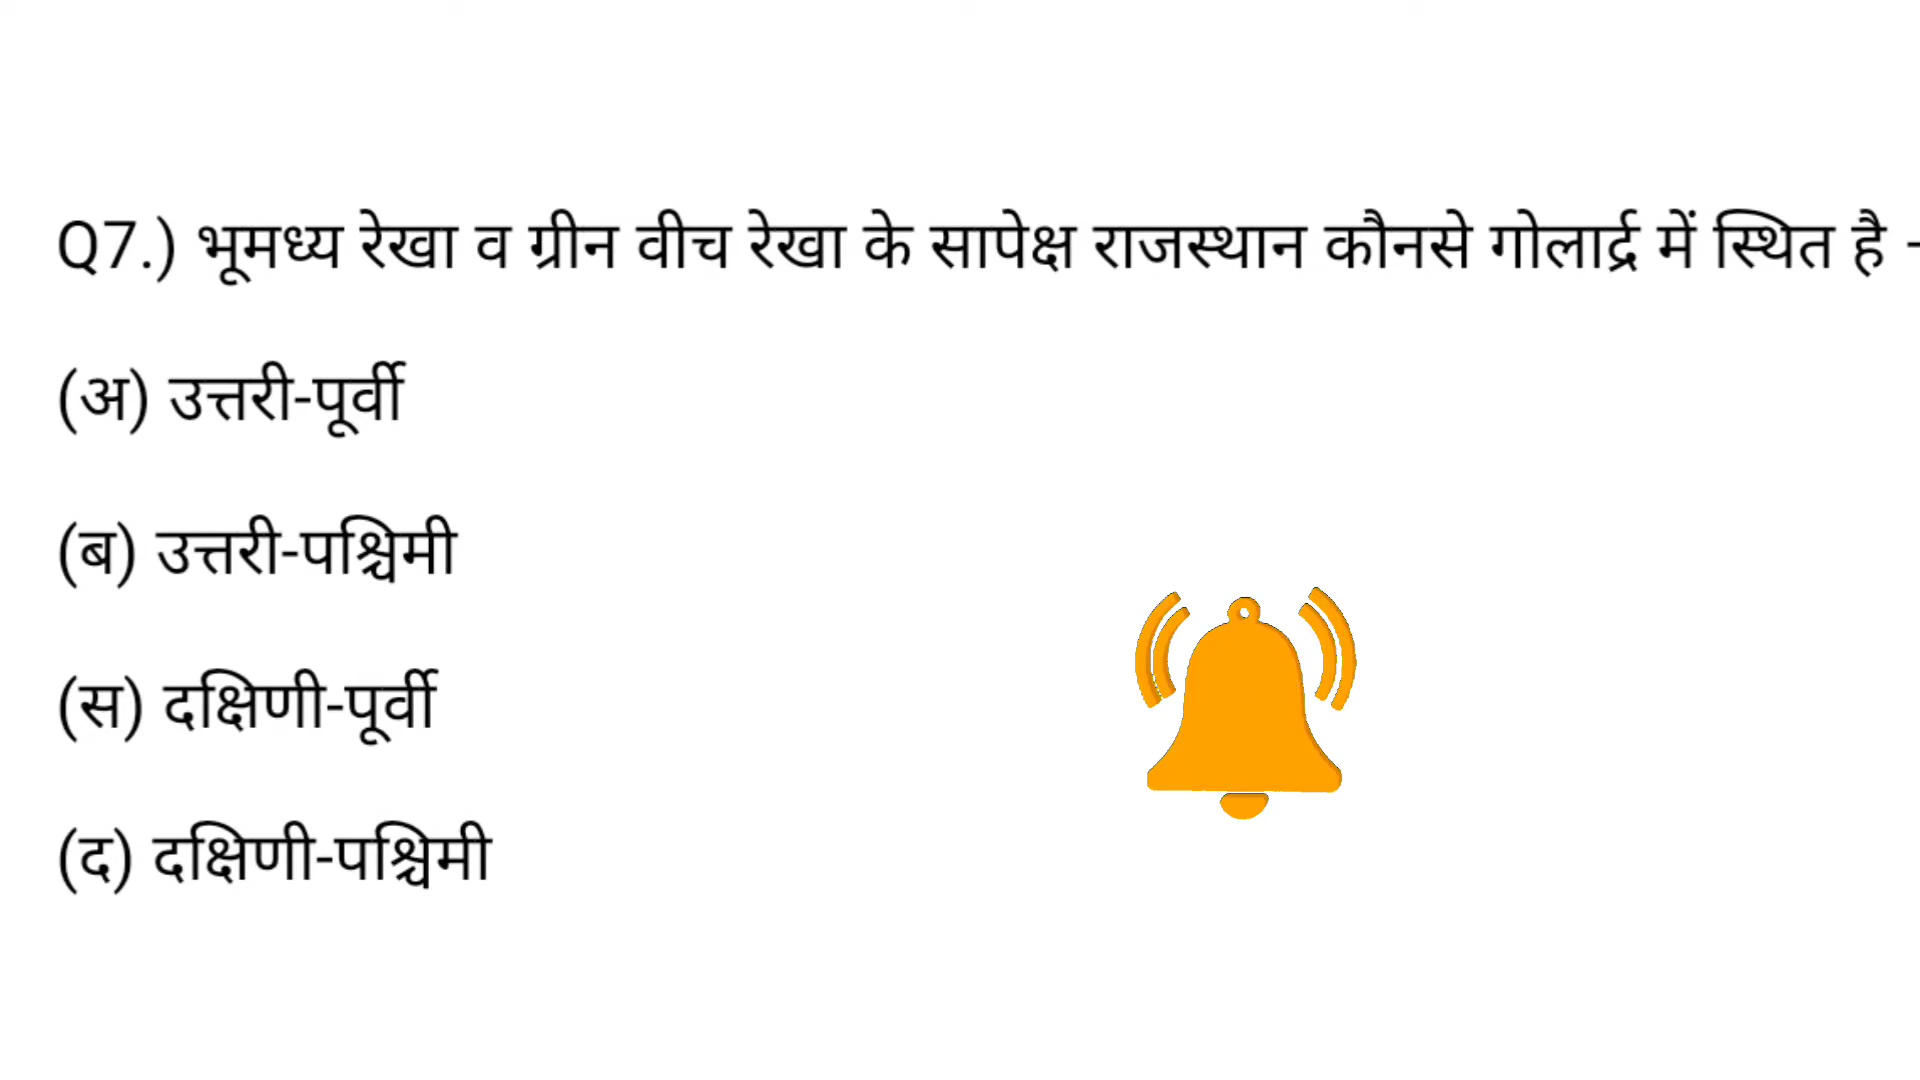 Q7.) भूमध्य रेखा व ग्रीन वीच रेखा के सापेक्ष राजस्थान कौनसे गोलार्द्र में स्थित है -
(अ) उत्तरी-पूर्वी
(ब) उत्तरी-पश्चिमी
(स) दक्षिणी-पूर्वी
(द) दक्षिणी-पश्चिमी